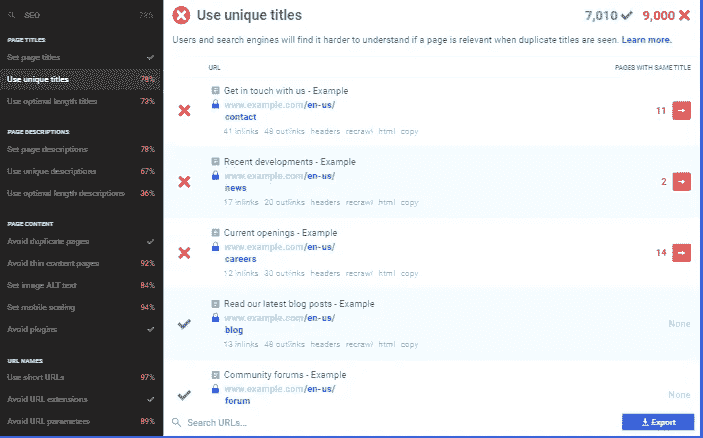 SEO
PAGE TITLES
Set page titles
Use unique titles 78%
Use optional length titles 73%
PAGE DESCRIPTIONS
Set page descriptions 78%
Use unique descriptions 67%
Use optional length descriptions 36%
PAGE CONTENT
Avoid duplicate pages
Avoid thin content pages 92%
Set image ALT text 84%
Set mobile scaling 94%
Avoid plugins
URL NAMES
Use short URLs 97%
Avoid URL extensions
Avoid URL parameters 89%
Use unique titles 7,010 9,000
Users and search engines will find it harder to understand if a page is relevant when duplicate titles are seen. Learn more.
URL PAGES WITH SAME TITLE
Get in touch with us - Example
www.example.com/en-us/
contact
11
41 inlinks 48 outlinks headers recrawl html copy
Recent developments - Example
www.example.com/en-us/
news
2
17 inlinks 20 outlinks headers recrawl html copy
Current openings - Example
www.example.com/en-us/
careers
14
12 inlinks 30 outlinks headers recrawl html copy
Read our latest blog posts - Example
www.example.com/en-us/
blog
None
13 inlinks 48 outlinks headers recrawl html copy
Community forums - Example
www.example.com/en-us/
forum
None
Search URLs...
Export